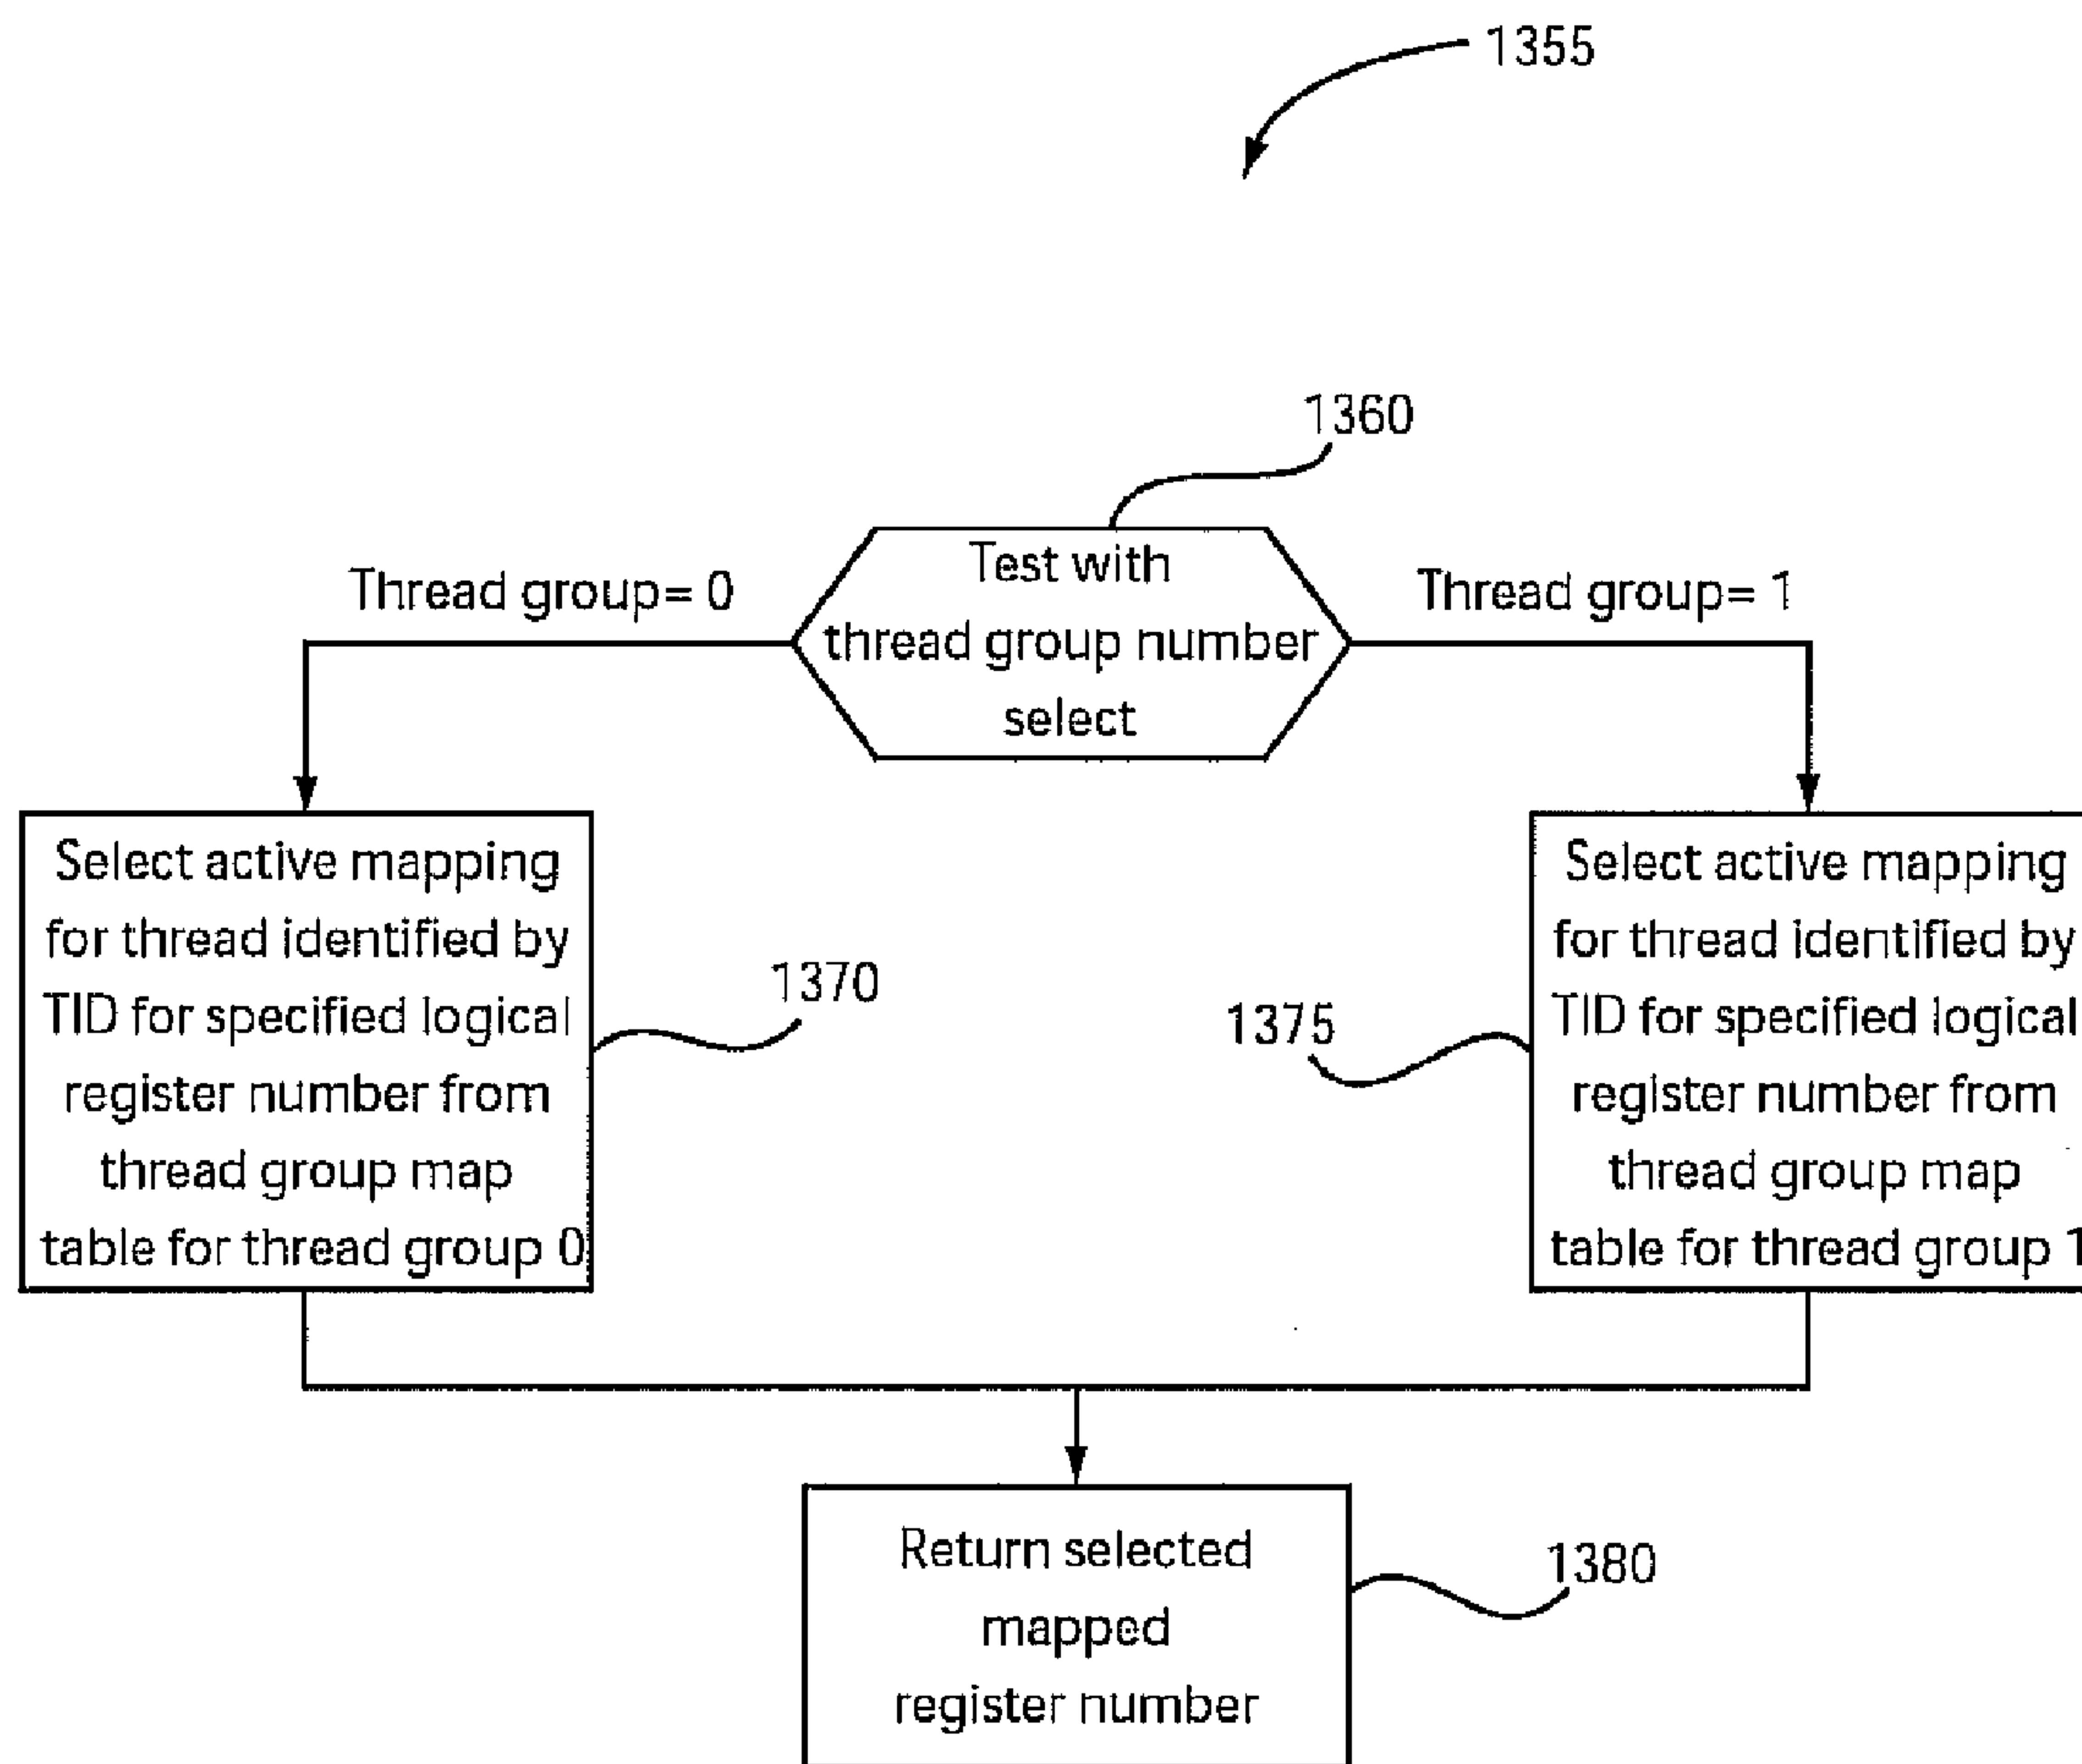 1355
1360
Test with
thread group number
select
Thread group= 0
Thread group= 1
Select active mapping
for thread identified by
TID for specified logical
register number from
thread group map
table for thread group 0
1370
1375
Select active mapping
for thread identified by
TID for specified logical
register number from
thread group map
table for thread group 1
Return selected
mapped
register number
1380